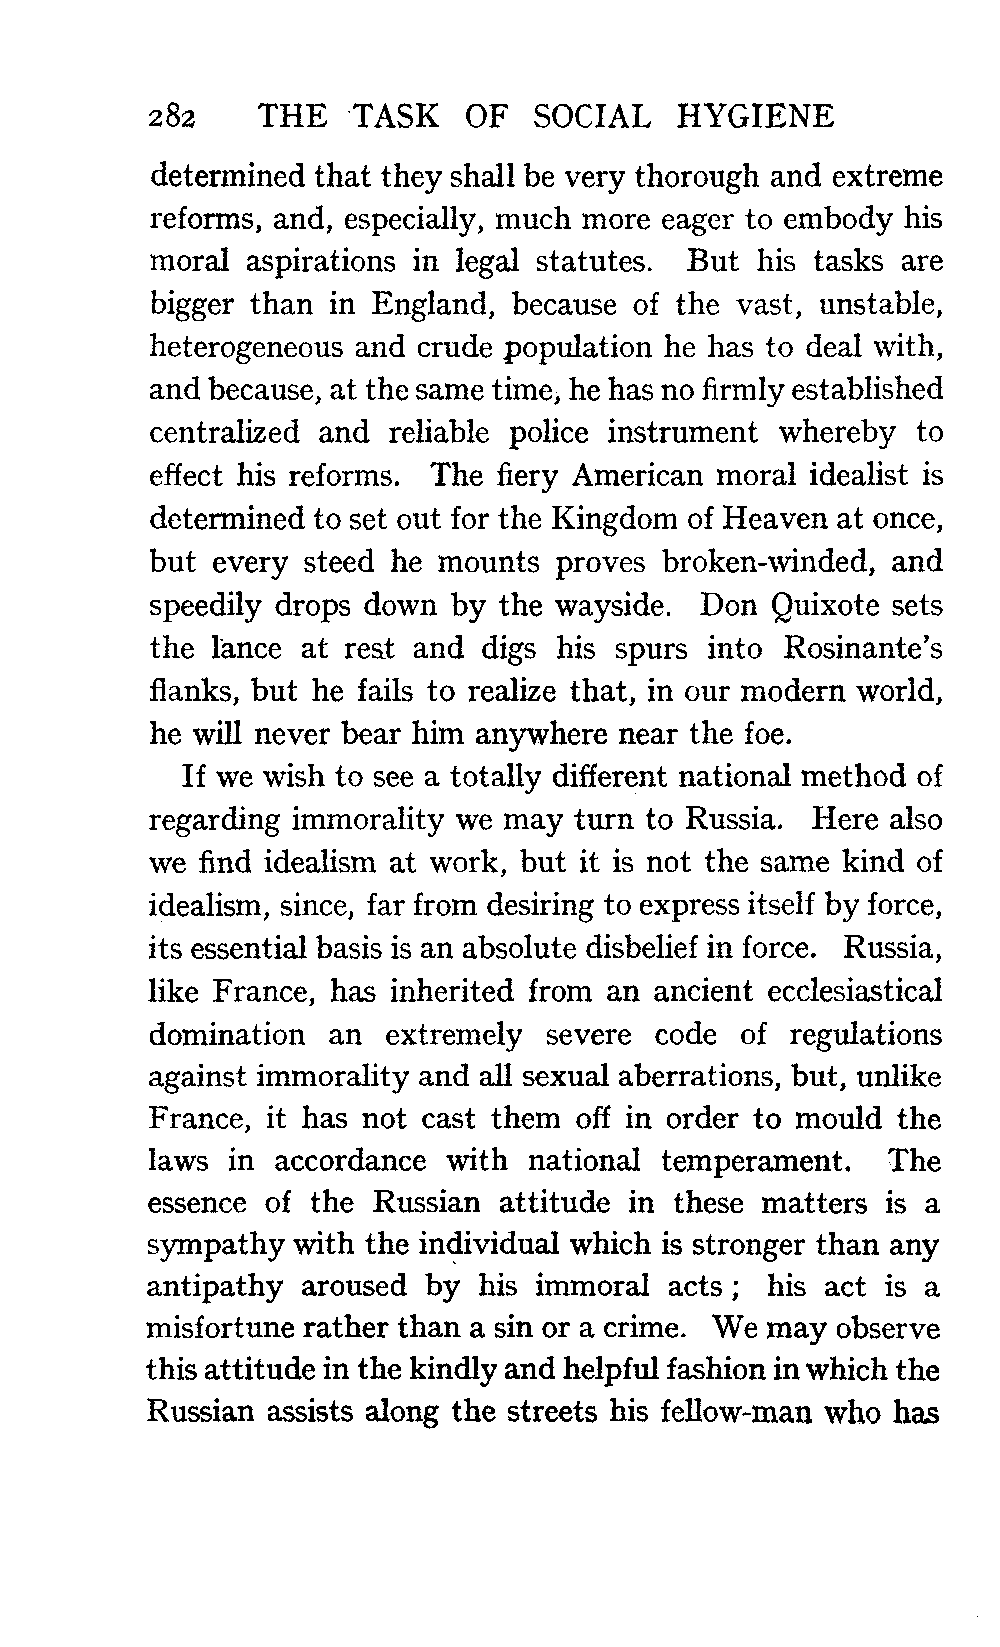 282 THE TASK OF SOCIAL HYGIENE
determined that they shall be very thorough and extreme
reforms, and, especially, much more eager to embody his
moral aspirations in legal statutes. But his tasks are
bigger than in England, because of the vast, unstable,
heterogeneous and crude population he has to deal with,
and because, at the same time, he has no firmly established
centralized and reliable police instrument whereby to
effect his reforms. The fiery American moral idealist is
determined to set out for the Kingdom of Heaven at once,
but every steed he mounts proves broken-winded, and
speedily drops down by the wayside. Don Quixote sets
the lance at rest and digs his spurs into Rosinante's
flanks, but he fails to realize that, in our modern world,
he will never bear him anywhere near the foe.
If we wish to see a totally different national method of
regarding immorality we may turn to Russia. Here also
we find idealism at work, but it is not the same kind of
idealism, since, far from desiring to express itself by force,
its essential basis is an absolute disbelief in force. Russia,
like France, has inherited from an ancient ecclesiastical
domination an extremely severe code of regulations
against immorality and all sexual aberrations, but, unlike
France, it has not cast them off in order to mould the
laws in accordance with national temperament. The
essence of the Russian attitude in these matters is a
sympathy with the individual which is stronger than any
antipathy aroused by his immoral acts ; his act is a
misfortune rather than a sin or a crime. We may observe
this attitude in the kindly and helpful fashion in which the
Russian assists along the streets his fellow-man who has